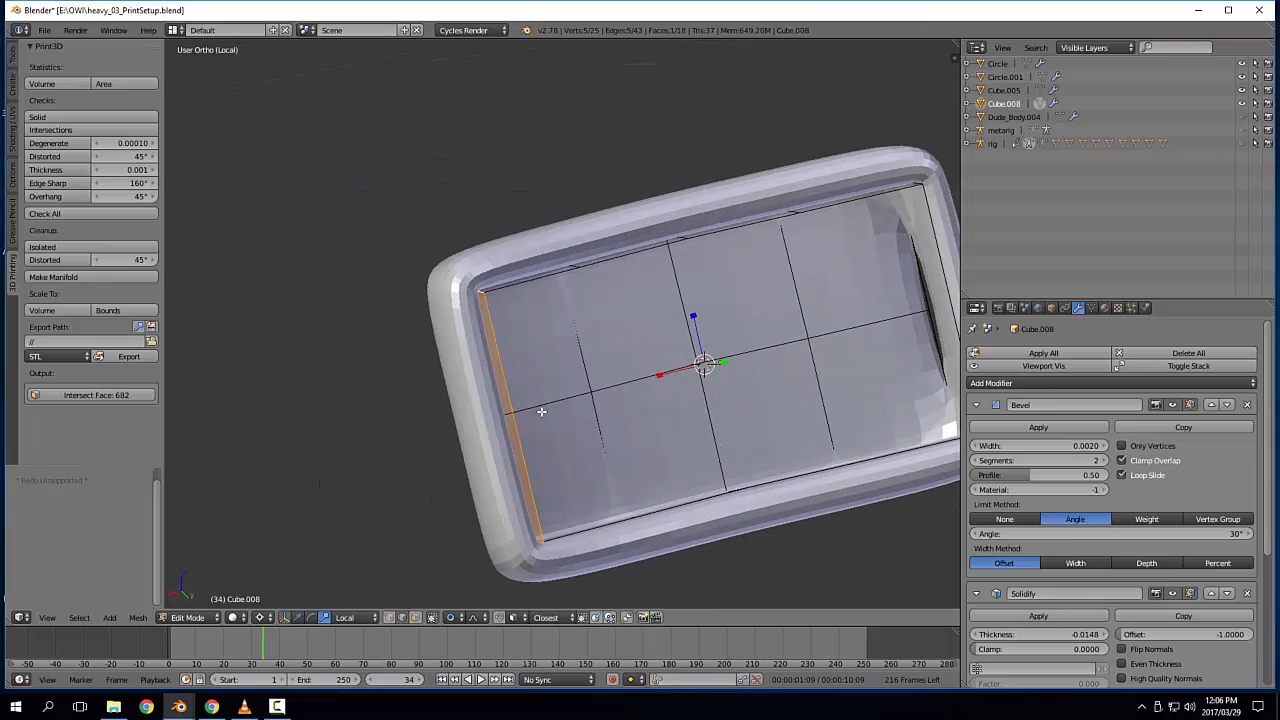 Blender* [E:\OWI\heavy_03_PrintSetup.blend]
File Edit Render Window Help Default Scene Cycles Render v2.78 | Verts:5/25 | Edges:5/43 | Faces:1/18 | Tris:37 | Mem:649.20M | Cube.008 View Search Visible Layers
Print3D
User Ortho (Local)
Circle
Statistics:
Circle.001
Volume Area
Cube.005
Checks:
Cube.008
Solid
Dude_Body.004
Intersections
metarig
Degenerate 0.00010
rig
Distorted 45°
Thickness 0.001
Edge Sharp 160°
Overhang 45°
Check All
Cleanup:
Isolated
Distorted 45°
Make Manifold
Scale To:
Volume Bounds
Export Path:
//
STL Export
Output:
Intersect Face: 682
* Redo Unsupported *
Tools
Create
Shading / UVs
Options
Grease Pencil
3D Printing
Cube.008
Apply All Delete All
Viewport Vis Toggle Stack
Add Modifier
Bevel
Apply Copy
Width: 0.0020 Only Vertices
Segments: 2 Clamp Overlap
Profile: 0.50 Loop Slide
Material: -1
Limit Method:
None Angle Weight Vertex Group
Angle: 30°
Width Method:
Offset Width Depth Percent
Solidify
Apply Copy
Thickness: -0.0148 Offset: -1.0000
Clamp: 0.0000 Flip Normals
Even Thickness
Factor: 0.0000 High Quality Normals
z
x
y
(34) Cube.008
View Select Add Mesh Edit Mode Local Closest
-50 -40 -30 -20 -10 0 10 20 30 40 50 60 70 80 90 100 110 120 130 140 150 160 170 180 190 200 210 220 230 240 250 260 270 280
View Marker Frame Playback Start: 1 End: 250 34 No Sync 00:00:01:09 / 00:00:10:09 216 Frames Left
12:06 PM
2017/03/29